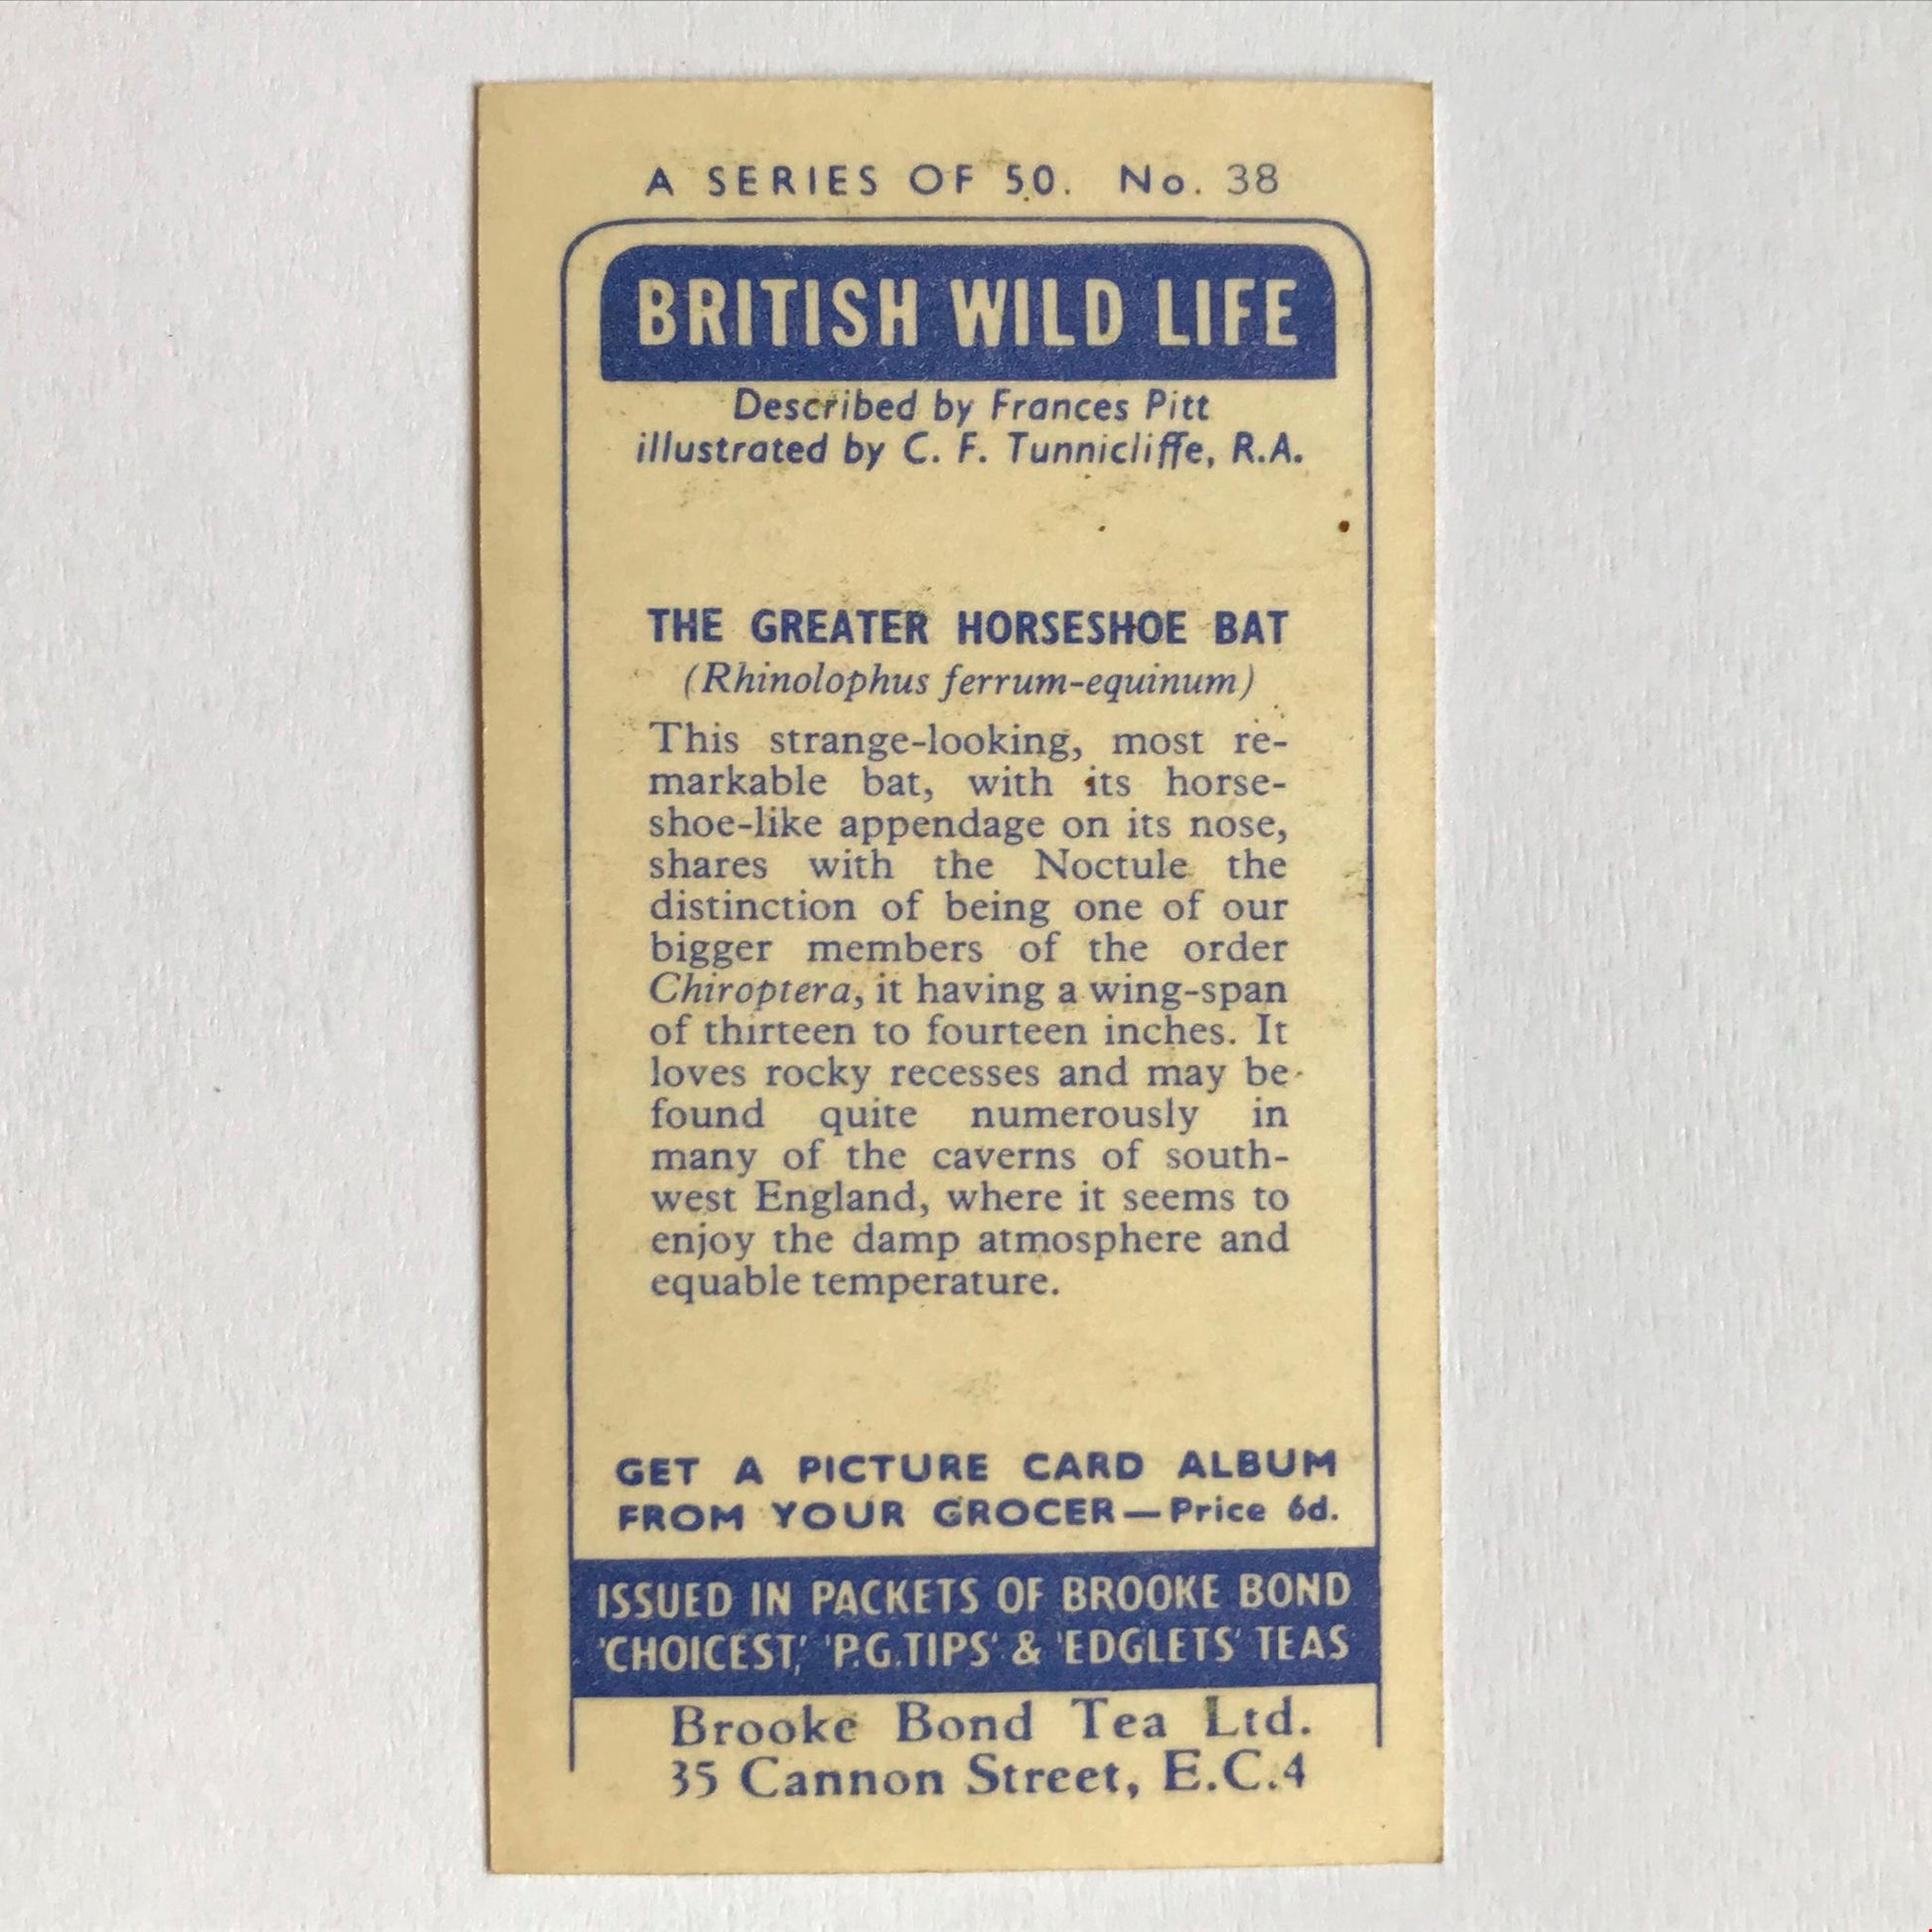 A SERIES OF 50. No. 38
BRITISH WILD LIFE
Described by Frances Pitt
illustrated by C. F. Tunnicliffe, R.A.
THE GREATER HORSESHOE BAT
(Rhinolophus ferrum-equinum)
This strange-looking, most re-
markable bat, with its horse-
shoe-like appendage on its nose,
shares with the Noctule the
distinction of being one of our
bigger members of the order
Chiroptera, it having a wing-span
of thirteen to fourteen inches. It
loves rocky recesses and may be
found quite numerously in
many of the caverns of south-
west England, where it seems to
enjoy the damp atmosphere and
equable temperature.
GET A PICTURE CARD ALBUM
FROM YOUR GROCER—Price 6d.
ISSUED IN PACKETS OF BROOKE BOND
'CHOICEST,' 'P.G.TIPS' & 'EDGLETS' TEAS
Brooke Bond Tea Ltd.
35 Cannon Street, E.C.4